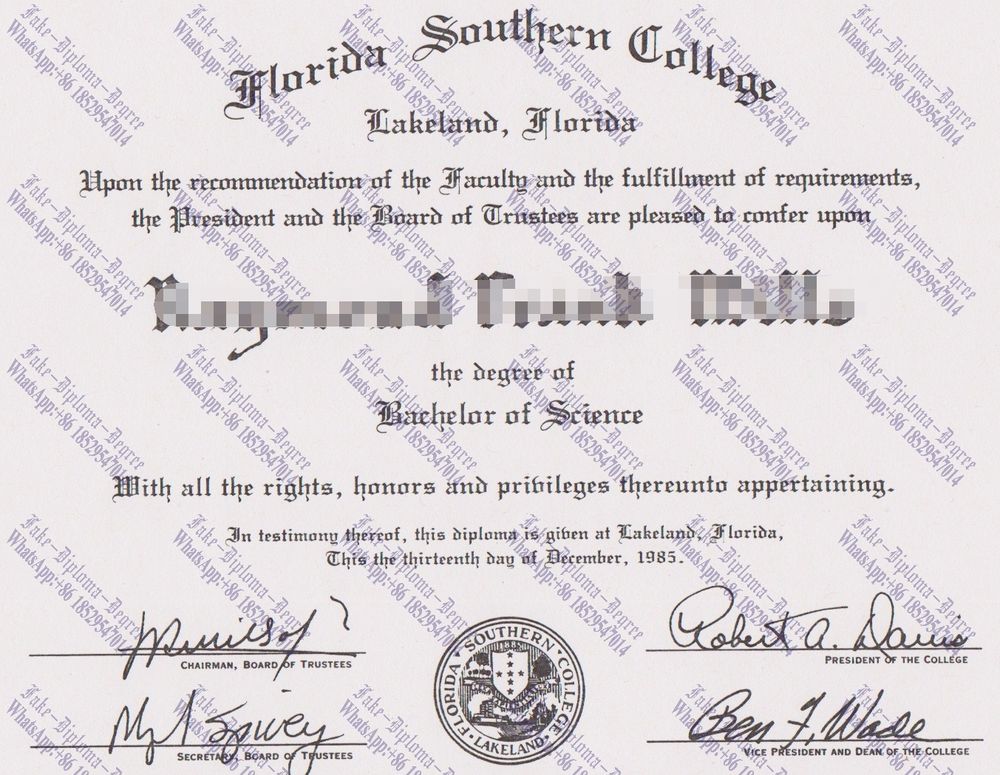 Florida Southern College
Lakeland, Florida
Upon the recommendation of the Faculty and the fulfillment of requirements,
the President and the Board of Trustees are pleased to confer upon
the degree of
Bachelor of Science
With all the rights, honors and privileges thereunto appertaining.
In testimony thereof, this diploma is given at Lakeland, Florida,
This the thirteenth day of December, 1985.
Robert A. Davis
CHAIRMAN, BOARD OF TRUSTEES
PRESIDENT OF THE COLLEGE
Spivey
Ben F. Wade
SECRETARY, BOARD OF TRUSTEES
VICE PRESIDENT AND DEAN OF THE COLLEGE
FLORIDA · SOUTHERN · COLLEGE
LAKELAND
Fake-Diploma-Degree
WhatsApp:+86 18529547014